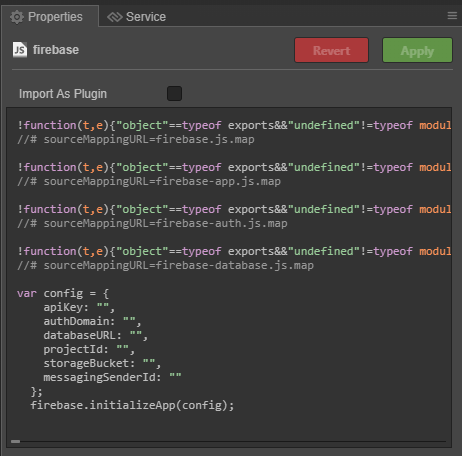 Properties
Service
JS
firebase
Revert
Apply
Import As Plugin
!function(t,e){"object"==typeof exports&&"undefined"!=typeof modul
//# sourceMappingURL=firebase.js.map
!function(t,e){"object"==typeof exports&&"undefined"!=typeof modul
//# sourceMappingURL=firebase-app.js.map
!function(t,e){"object"==typeof exports&&"undefined"!=typeof modul
//# sourceMappingURL=firebase-auth.js.map
!function(t,e){"object"==typeof exports&&"undefined"!=typeof modul
//# sourceMappingURL=firebase-database.js.map
var config = {
apiKey: "",
authDomain: "",
databaseURL: "",
projectId: "",
storageBucket: "",
messagingSenderId: ""
};
firebase.initializeApp(config);